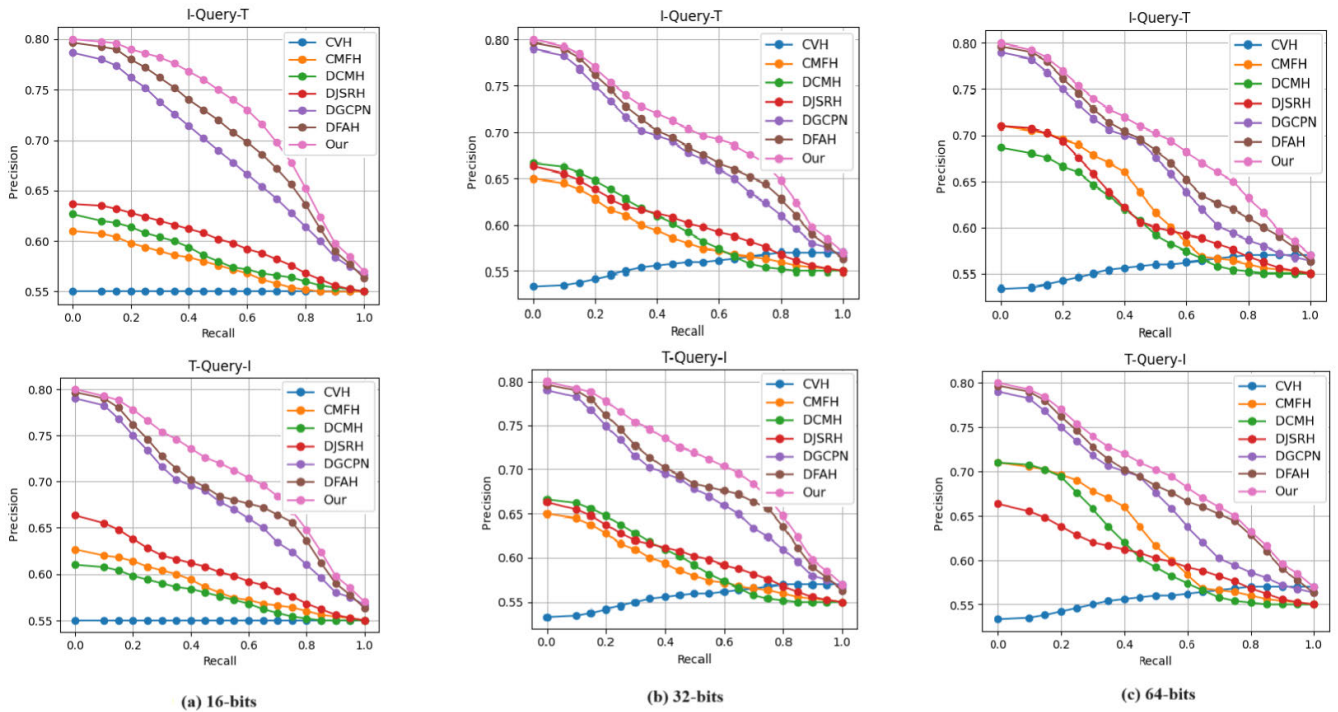 I-Query-T
Precision
0.80
0.75
0.70
0.65
0.60
0.55
0.0 0.2 0.4 0.6 0.8 1.0
Recall
CVH
CMFH
DCMH
DJSRH
DGCPN
DFAH
Our
I-Query-T
Precision
0.80
0.75
0.70
0.65
0.60
0.55
0.0 0.2 0.4 0.6 0.8 1.0
Recall
CVH
CMFH
DCMH
DJSRH
DGCPN
DFAH
Our
I-Query-T
Precision
0.80
0.75
0.70
0.65
0.60
0.55
0.0 0.2 0.4 0.6 0.8 1.0
Recall
CVH
CMFH
DCMH
DJSRH
DGCPN
DFAH
Our
T-Query-I
Precision
0.80
0.75
0.70
0.65
0.60
0.55
0.0 0.2 0.4 0.6 0.8 1.0
Recall
CVH
CMFH
DCMH
DJSRH
DGCPN
DFAH
Our
T-Query-I
Precision
0.80
0.75
0.70
0.65
0.60
0.55
0.0 0.2 0.4 0.6 0.8 1.0
Recall
CVH
CMFH
DCMH
DJSRH
DGCPN
DFAH
Our
T-Query-I
Precision
0.80
0.75
0.70
0.65
0.60
0.55
0.0 0.2 0.4 0.6 0.8 1.0
Recall
CVH
CMFH
DCMH
DJSRH
DGCPN
DFAH
Our
(a) 16-bits
(b) 32-bits
(c) 64-bits